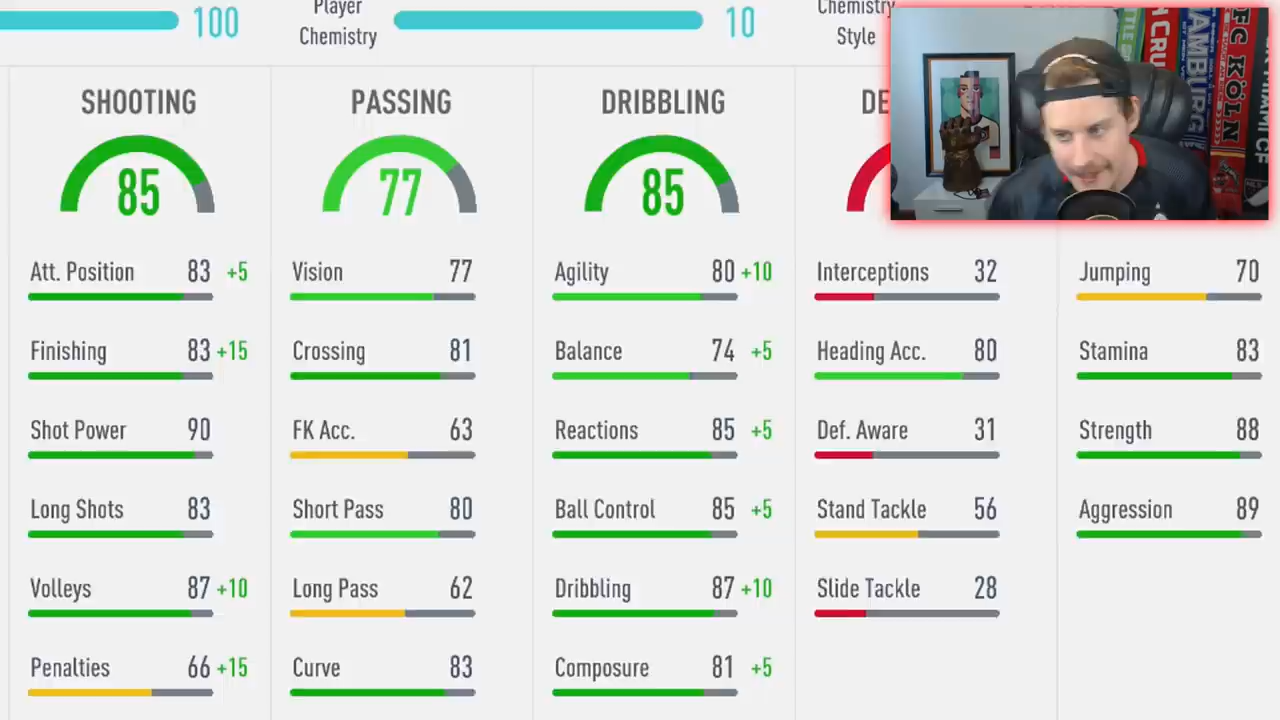 100
Player
Chemistry
10
Chemistry
Style
SHOOTING
85
Att. Position 83 +5
Finishing 83 +15
Shot Power 90
Long Shots 83
Volleys 87 +10
Penalties 66 +15
PASSING
77
Vision 77
Crossing 81
FK Acc. 63
Short Pass 80
Long Pass 62
Curve 83
DRIBBLING
85
Agility 80 +10
Balance 74 +5
Reactions 85 +5
Ball Control 85 +5
Dribbling 87 +10
Composure 81 +5
DE
Interceptions 32
Heading Acc. 80
Def. Aware 31
Stand Tackle 56
Slide Tackle 28
Jumping 70
Stamina 83
Strength 88
Aggression 89
AMBURG
FC KÖLN
MIAMI CF